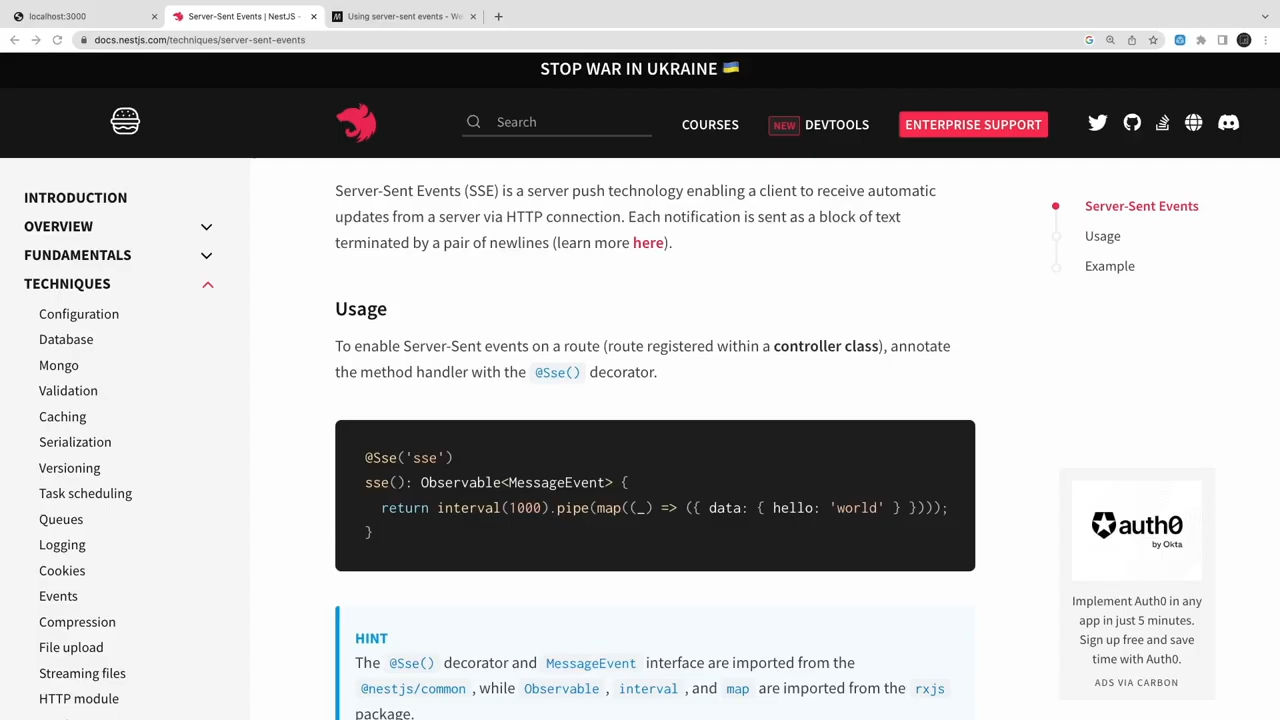 localhost:3000
Server-Sent Events | NestJS -
Using server-sent events - We
docs.nestjs.com/techniques/server-sent-events
STOP WAR IN UKRAINE 🇺🇦
Search
COURSES
NEW DEVTOOLS
ENTERPRISE SUPPORT
INTRODUCTION
OVERVIEW
FUNDAMENTALS
TECHNIQUES
Configuration
Database
Mongo
Validation
Caching
Serialization
Versioning
Task scheduling
Queues
Logging
Cookies
Events
Compression
File upload
Streaming files
HTTP module
Server-Sent Events (SSE) is a server push technology enabling a client to receive automatic
updates from a server via HTTP connection. Each notification is sent as a block of text
terminated by a pair of newlines (learn more here).
Usage
To enable Server-Sent events on a route (route registered within a controller class), annotate
the method handler with the @Sse() decorator.
@Sse('sse')
sse(): Observable<MessageEvent> {
  return interval(1000).pipe(map((_) => ({ data: { hello: 'world' } })));
}
HINT
The @Sse() decorator and MessageEvent interface are imported from the
@nestjs/common , while Observable , interval , and map are imported from the rxjs
package.
Server-Sent Events
Usage
Example
auth0
by Okta
Implement Auth0 in any
app in just 5 minutes.
Sign up free and save
time with Auth0.
ADS VIA CARBON